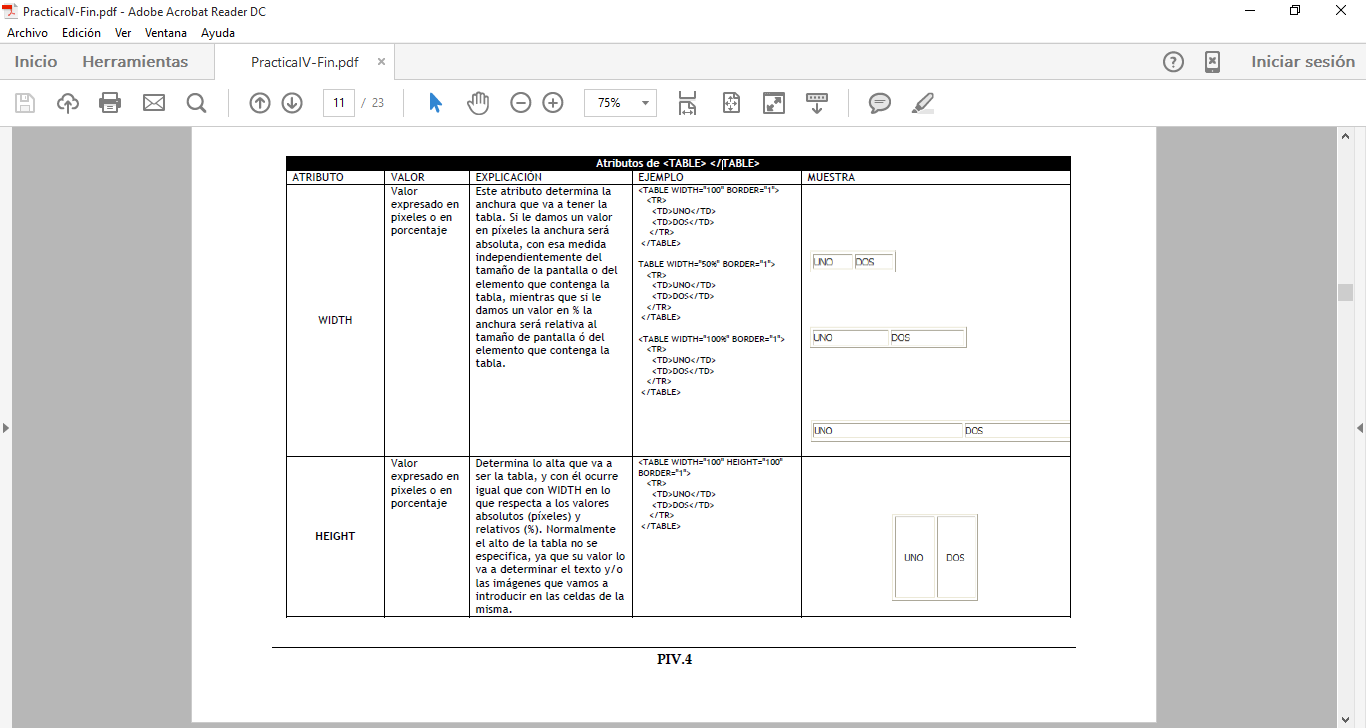 PracticaIV-Fin.pdf - Adobe Acrobat Reader DC
Archivo Edición Ver Ventana Ayuda
Inicio Herramientas PracticaIV-Fin.pdf × Iniciar sesión
11 / 23 75%
Atributos de <TABLE> </TABLE>
ATRIBUTO VALOR EXPLICACIÓN EJEMPLO MUESTRA
WIDTH
Valor
expresado en
pixeles o en
porcentaje
Este atributo determina la
anchura que va a tener la
tabla. Si le damos un valor
en píxeles la anchura será
absoluta, con esa medida
independientemente del
tamaño de la pantalla o del
elemento que contenga la
tabla, mientras que si le
damos un valor en % la
anchura será relativa al
tamaño de pantalla ó del
elemento que contenga la
tabla.
<TABLE WIDTH="100" BORDER="1">
<TR>
<TD>UNO</TD>
<TD>DOS</TD>
</TR>
</TABLE>
TABLE WIDTH="50%" BORDER="1">
<TR>
<TD>UNO</TD>
<TD>DOS</TD>
</TR>
</TABLE>
<TABLE WIDTH="100%" BORDER="1">
<TR>
<TD>UNO</TD>
<TD>DOS</TD>
</TR>
</TABLE>
UNO DOS
UNO DOS
UNO DOS
HEIGHT
Valor
expresado en
pixeles o en
porcentaje
Determina lo alta que va a
ser la tabla, y con él ocurre
igual que con WIDTH en lo
que respecta a los valores
absolutos (píxeles) y
relativos (%). Normalmente
el alto de la tabla no se
especifica, ya que su valor lo
va a determinar el texto y/o
las imágenes que vamos a
introducir en las celdas de la
misma.
<TABLE WIDTH="100" HEIGHT="100"
BORDER="1">
<TR>
<TD>UNO</TD>
<TD>DOS</TD>
</TR>
</TABLE>
UNO DOS
PIV.4